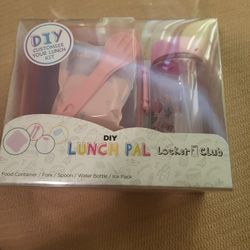 DIY
CUSTOMIZE
YOUR LUNCH
KIT
DIY
LUNCH PAL
Locker Club
Food Container / Fork / Spoon / Water Bottle / Ice Pack